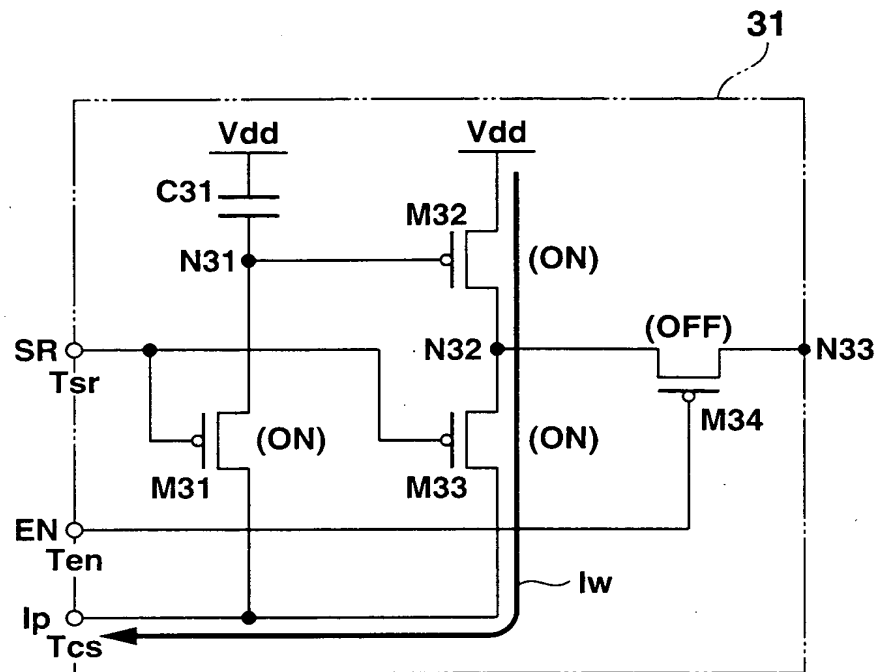 31
Vdd
Vdd
C31
M32
N31
(ON)
(OFF)
SR
N32
N33
Tsr
(ON)
(ON)
M34
M31
M33
EN
Ten
Iw
Ip
Tcs